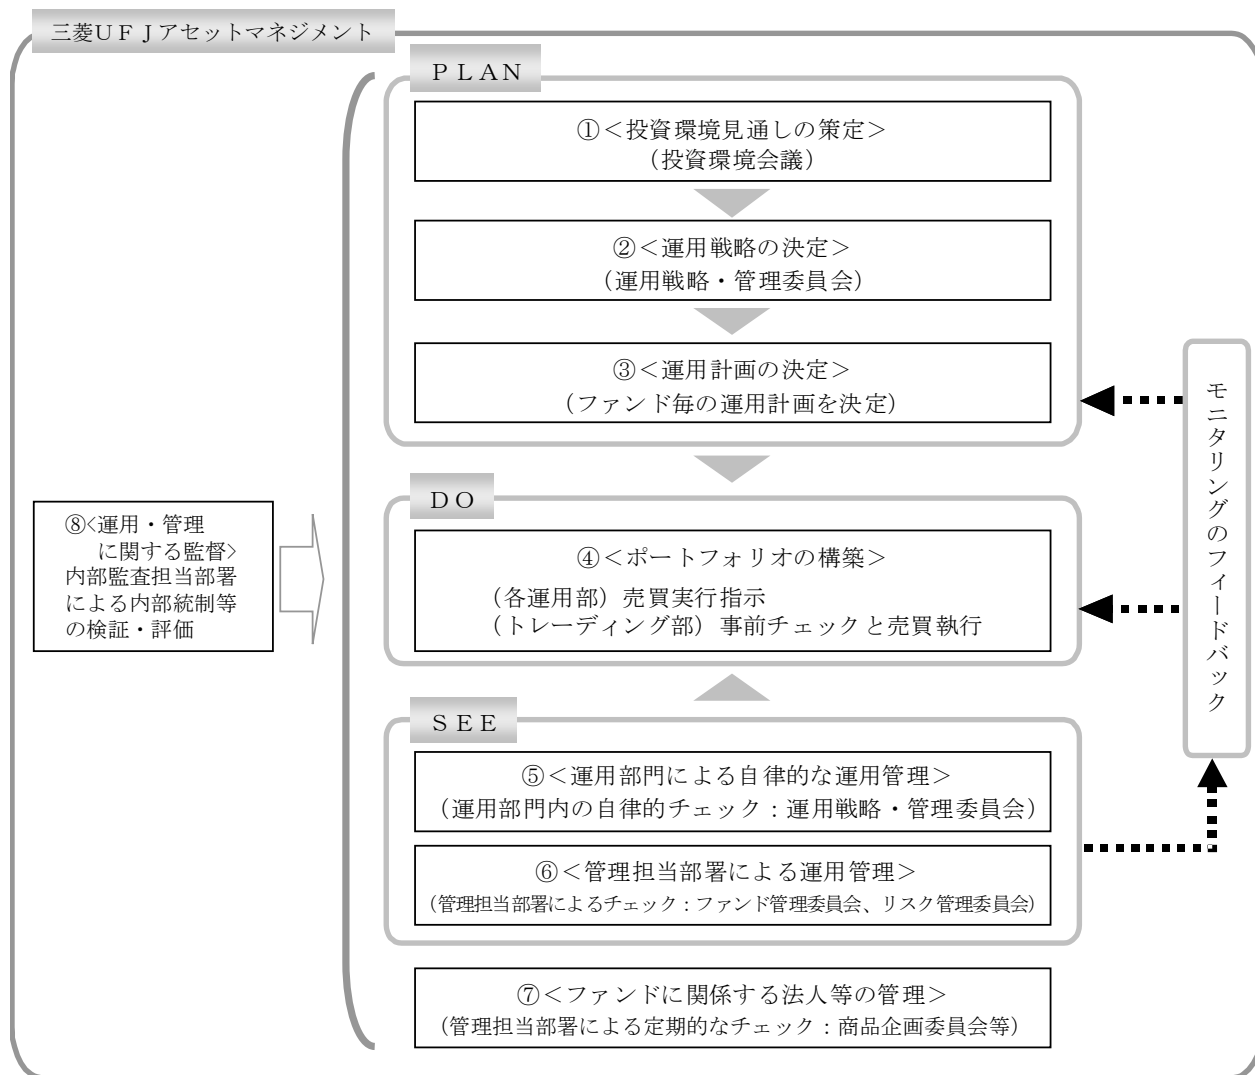 三菱ＵＦＪアセットマネジメント
ＰＬＡＮ
①＜投資環境見通しの策定＞
（投資環境会議）
②＜運用戦略の決定＞
（運用戦略・管理委員会）
③＜運用計画の決定＞
（ファンド毎の運用計画を決定）
ＤＯ
④＜ポートフォリオの構築＞
（各運用部）売買実行指示
（トレーディング部）事前チェックと売買執行
ＳＥＥ
⑤＜運用部門による自律的な運用管理＞
（運用部門内の自律的チェック：運用戦略・管理委員会）
⑥＜管理担当部署による運用管理＞
（管理担当部署によるチェック：ファンド管理委員会、リスク管理委員会）
⑦＜ファンドに関係する法人等の管理＞
（管理担当部署による定期的なチェック：商品企画委員会等）
⑧<運用・管理
に関する監督>
内部監査担当部署
による内部統制等
の検証・評価
モニタリングのフィードバック